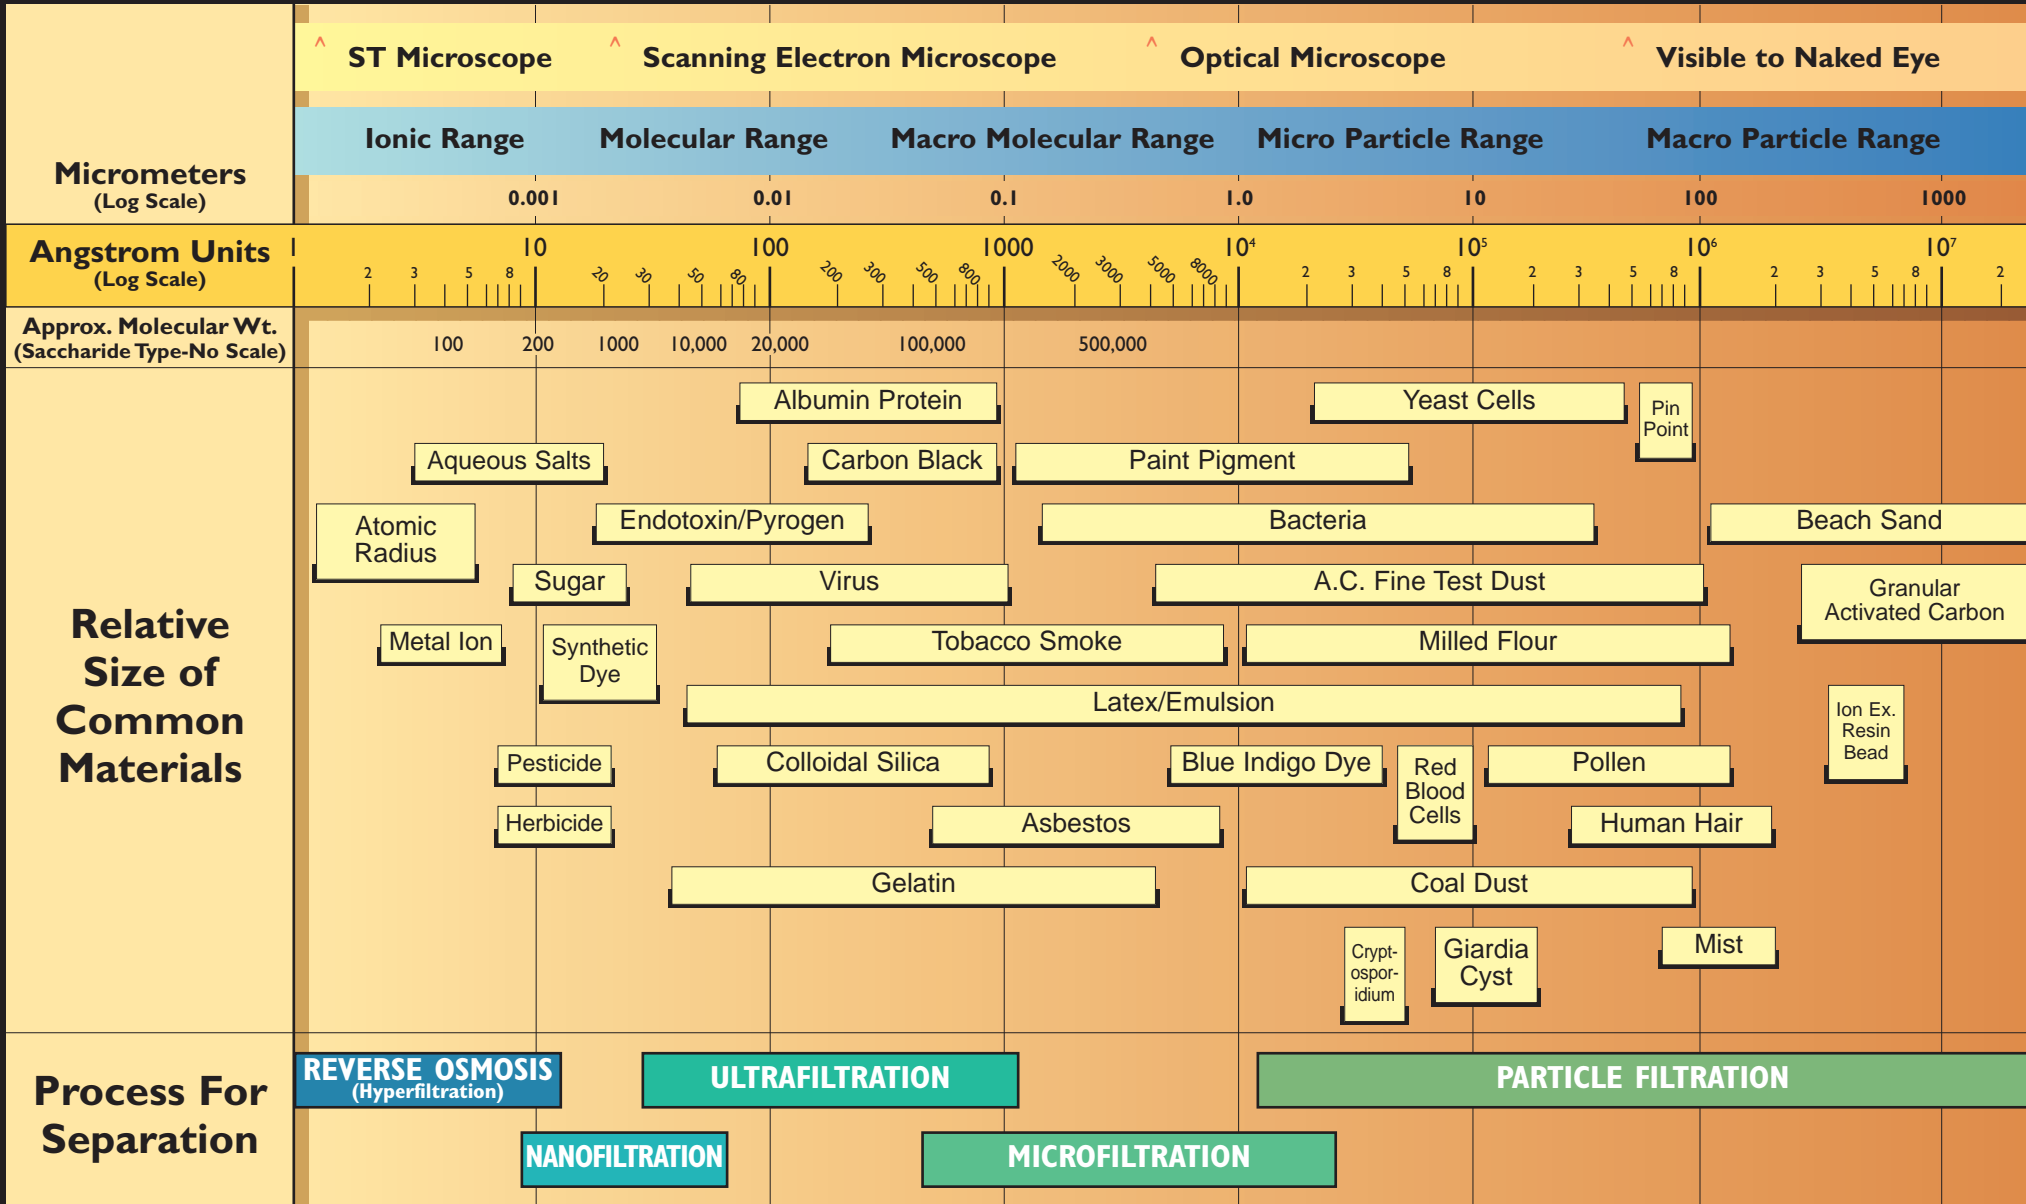 ^ ST Microscope ^ Scanning Electron Microscope ^ Optical Microscope ^ Visible to Naked Eye
Ionic Range Molecular Range Macro Molecular Range Micro Particle Range Macro Particle Range
Micrometers
(Log Scale)
0.001 0.01 0.1 1.0 10 100 1000
Angstrom Units
(Log Scale)
1 10 100 1000 10⁴ 10⁵ 10⁶ 10⁷
2 3 5 8 20 30 50 80 200 300 500 800 2000 3000 5000 8000 2 3 5 8 2 3 5 8 2 3 5 8 2
Approx. Molecular Wt.
(Saccharide Type-No Scale)
100 200 1000 10,000 20,000 100,000 500,000
Relative
Size of
Common
Materials
Albumin Protein
Yeast Cells
Pin
Point
Aqueous Salts
Carbon Black
Paint Pigment
Atomic
Radius
Endotoxin/Pyrogen
Bacteria
Beach Sand
Sugar
Virus
A.C. Fine Test Dust
Granular
Activated Carbon
Metal Ion
Synthetic
Dye
Tobacco Smoke
Milled Flour
Latex/Emulsion
Ion Ex.
Resin
Bead
Pesticide
Colloidal Silica
Blue Indigo Dye
Red
Blood
Cells
Pollen
Herbicide
Asbestos
Human Hair
Gelatin
Coal Dust
Crypt-
ospor-
idium
Giardia
Cyst
Mist
Process For
Separation
REVERSE OSMOSIS
(Hyperfiltration)
ULTRAFILTRATION
PARTICLE FILTRATION
NANOFILTRATION
MICROFILTRATION